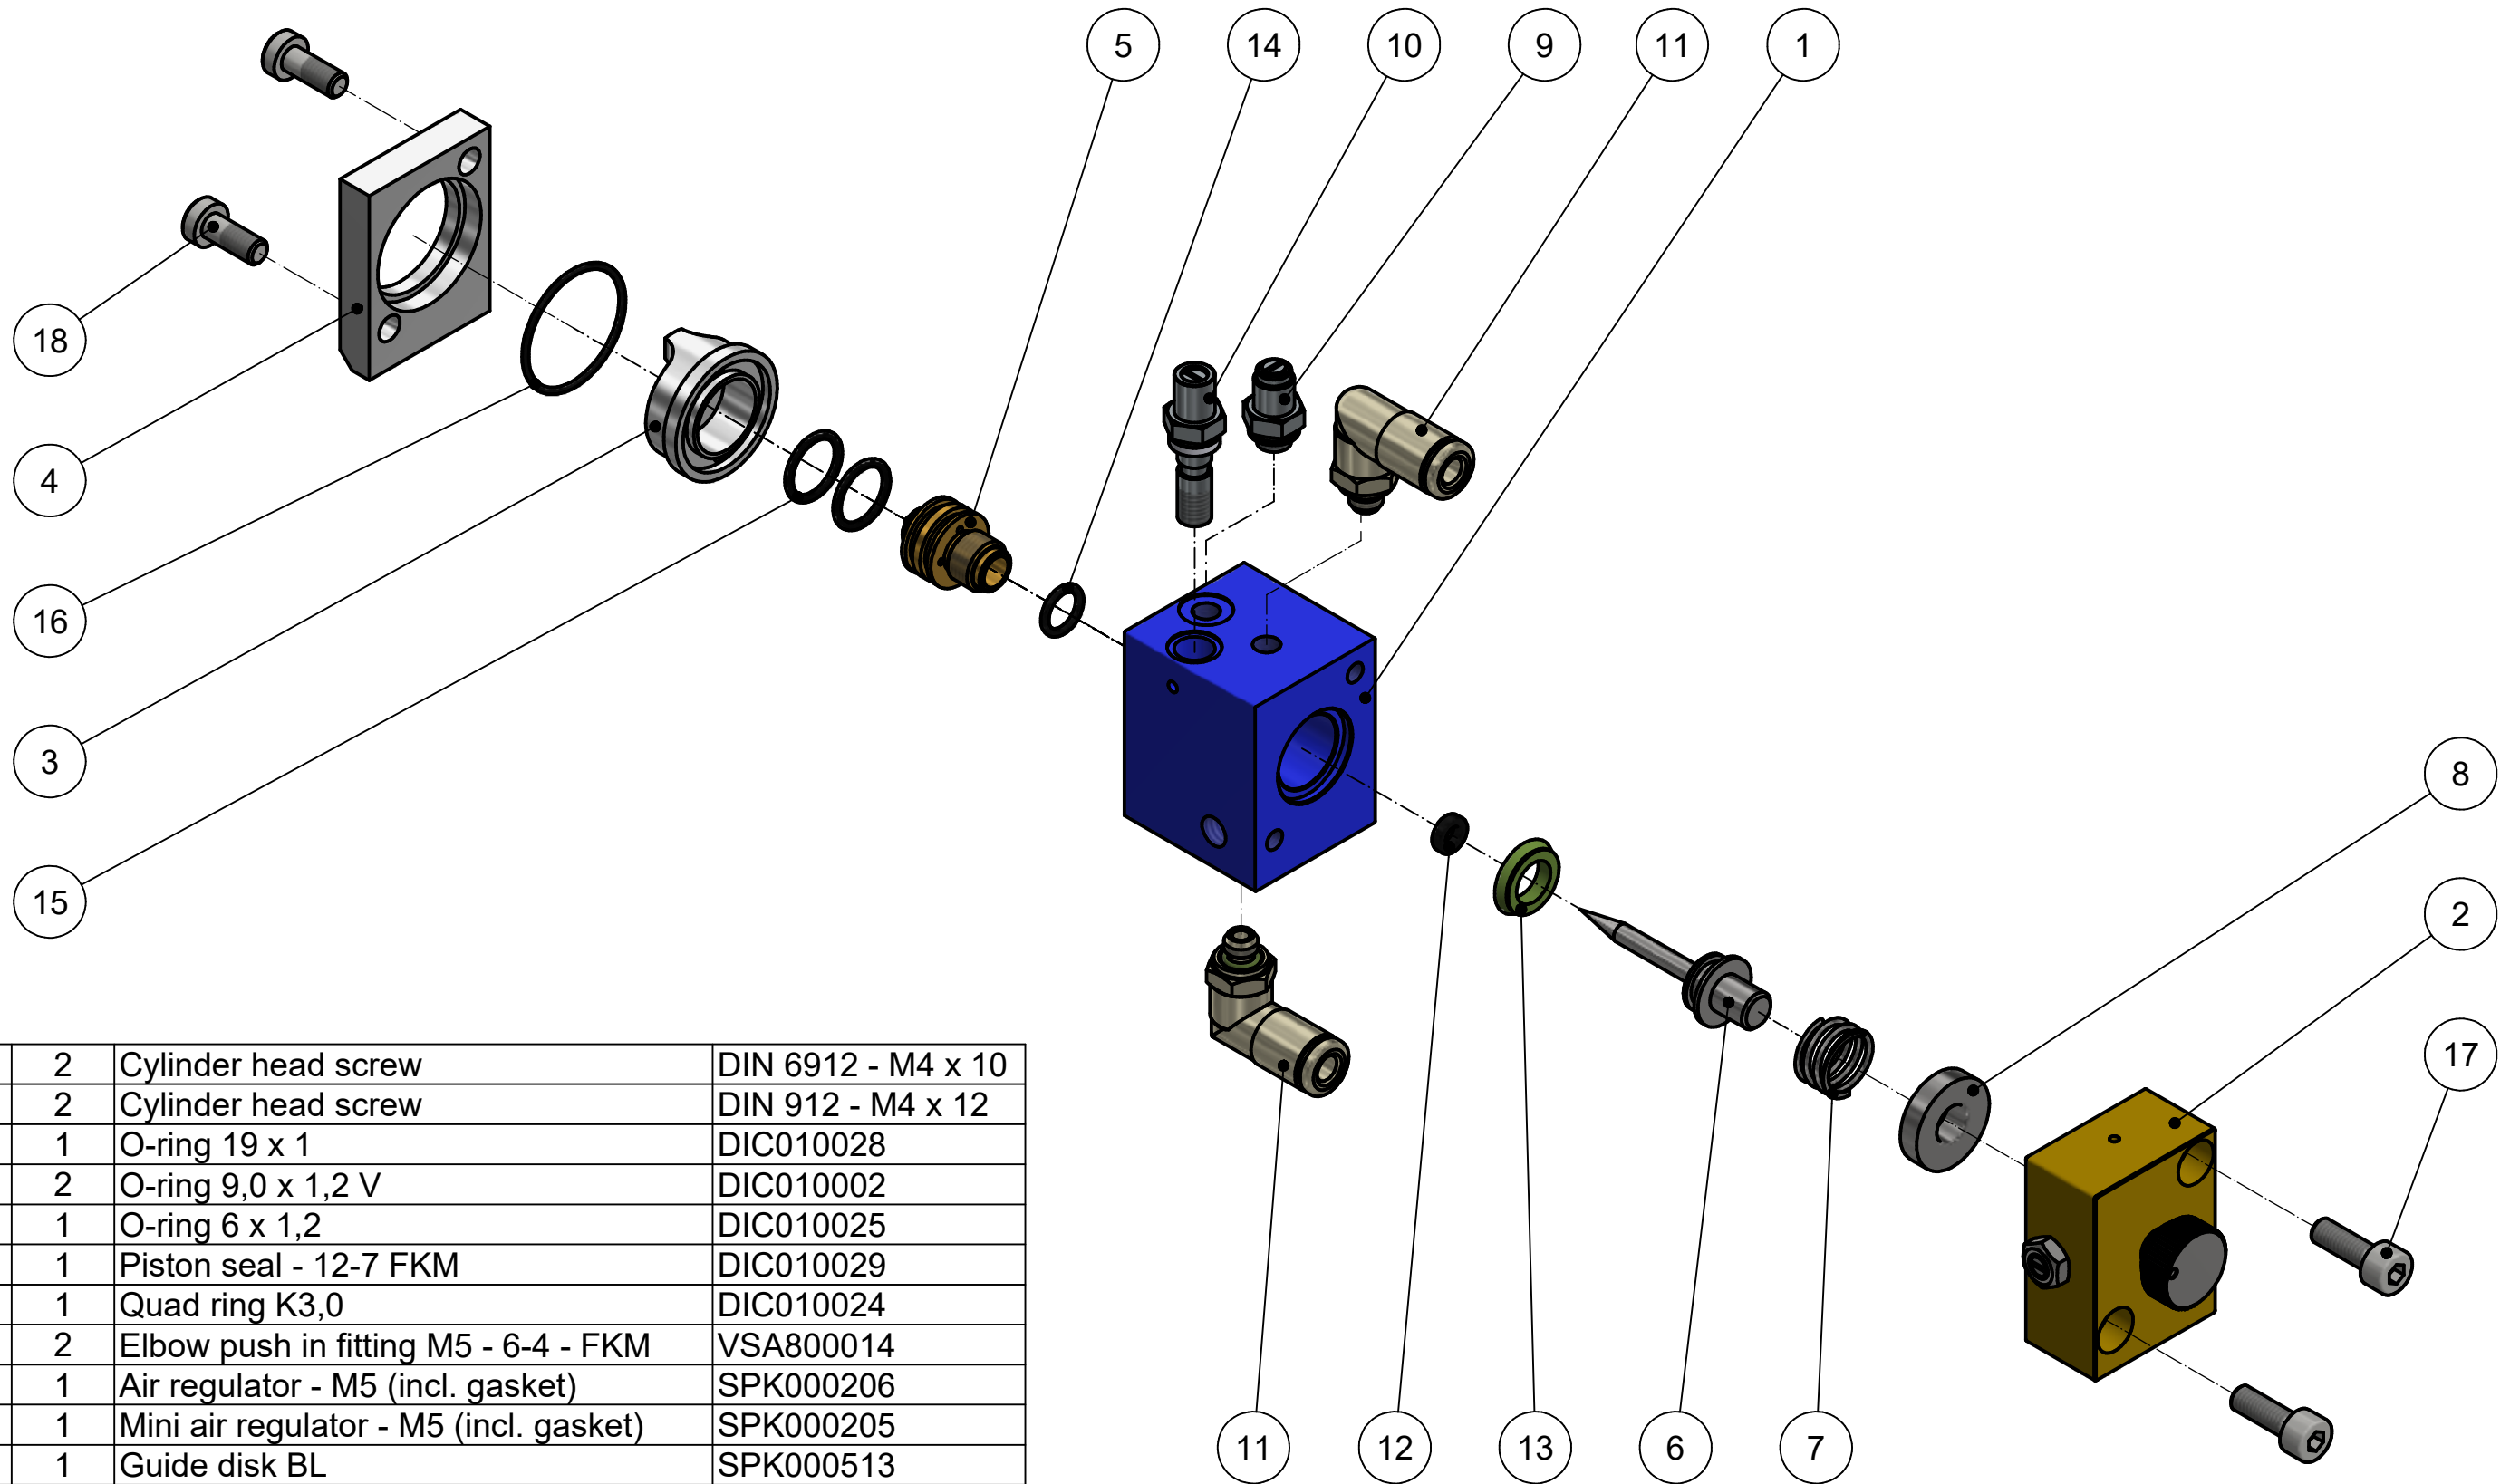 5 14 10 9 11 1
18
4
16
3
15
8
2
17
11 12 13 6 7
2 Cylinder head screw DIN 6912 - M4 x 10
2 Cylinder head screw DIN 912 - M4 x 12
1 O-ring 19 x 1 DIC010028
2 O-ring 9,0 x 1,2 V DIC010002
1 O-ring 6 x 1,2 DIC010025
1 Piston seal - 12-7 FKM DIC010029
1 Quad ring K3,0 DIC010024
2 Elbow push in fitting M5 - 6-4 - FKM VSA800014
1 Air regulator - M5 (incl. gasket) SPK000206
1 Mini air regulator - M5 (incl. gasket) SPK000205
1 Guide disk BL SPK000513